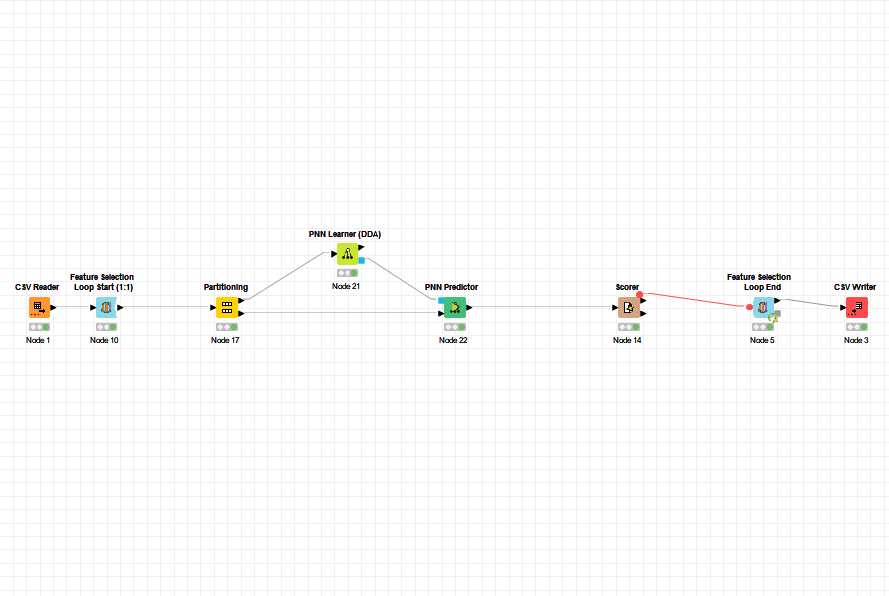 PNN Learner (DDA)
Node 21
CSV Reader
Node 1
Feature Selection
Loop Start (1:1)
Node 10
Partitioning
Node 17
PNN Predictor
Node 22
Scorer
Node 14
Feature Selection
Loop End
Node 5
CSV Writer
Node 3